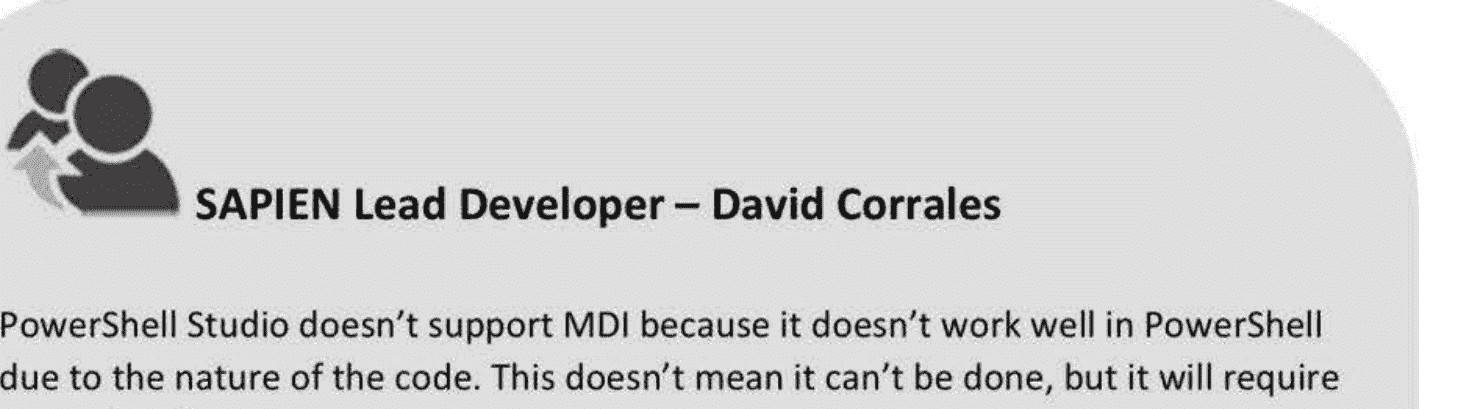 SAPIEN Lead Developer – David Corrales
PowerShell Studio doesn’t support MDI because it doesn’t work well in PowerShell
due to the nature of the code. This doesn’t mean it can’t be done, but it will require